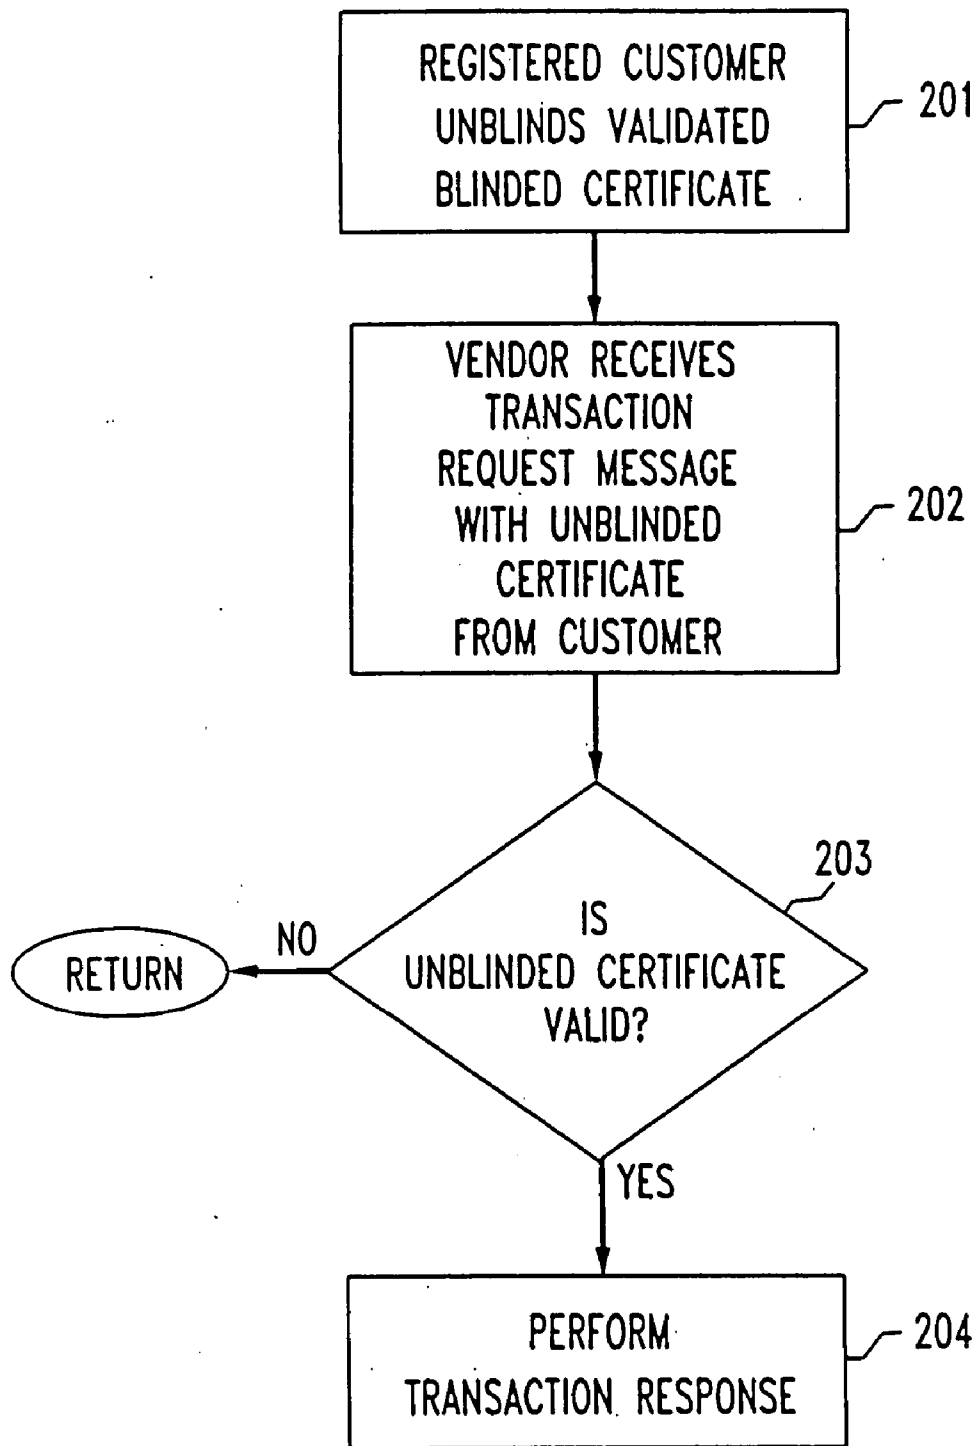 REGISTERED CUSTOMER
UNBLINDS VALIDATED
BLINDED CERTIFICATE
201
VENDOR RECEIVES
TRANSACTION
REQUEST MESSAGE
WITH UNBLINDED
CERTIFICATE
FROM CUSTOMER
202
203
IS
UNBLINDED CERTIFICATE
VALID?
NO
RETURN
YES
PERFORM
TRANSACTION RESPONSE
204